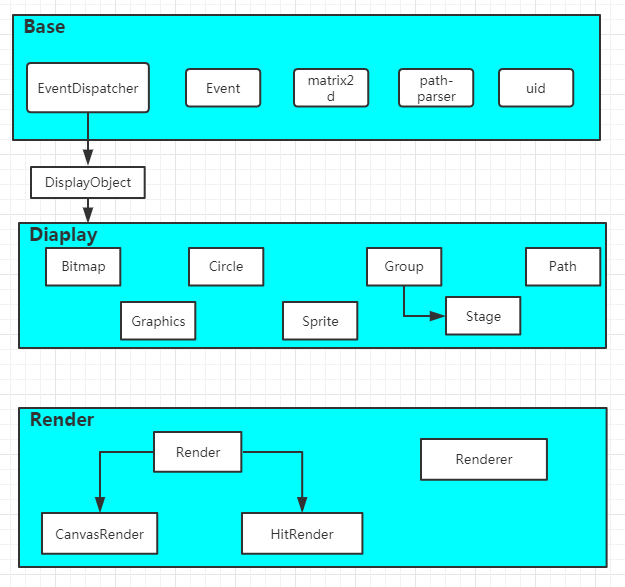 Base
EventDispatcher
Event
matrix2
d
path-
parser
uid
DisplayObject
Diaplay
Bitmap
Circle
Group
Path
Graphics
Sprite
Stage
Render
Render
Renderer
CanvasRender
HitRender